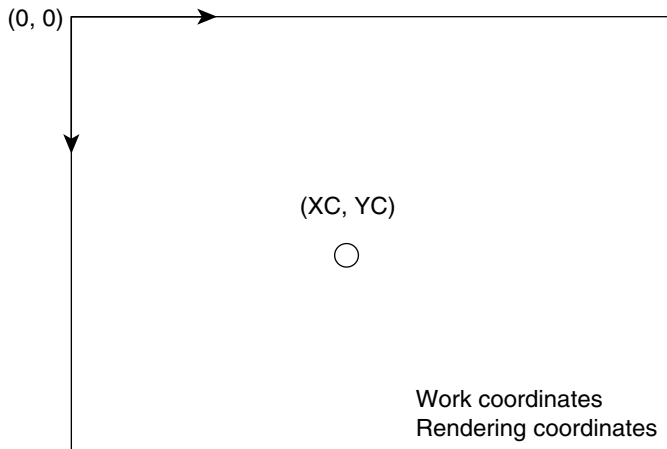 (0, 0)
(XC, YC)
Work coordinates
Rendering coordinates